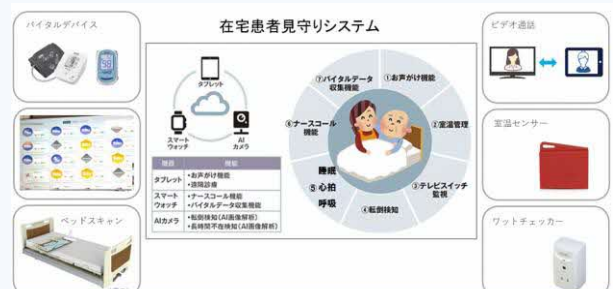 在宅患者見守りシステム
バイタルデバイス
ベッドスキャン
タブレット
スマート
ウォッチ
AI
カメラ
項目
機能
タブレット
・お声がけ機能
・遠隔診療
スマート
ウォッチ
・ナースコール機能
・バイタルデータ収集機能
AIカメラ
・転倒検知(AI画像解析)
・長時間不在検知(AI画像解析)
①お声がけ機能
②室温管理
③テレビスイッチ
監視
④転倒検知
睡眠
⑤心拍
呼吸
⑥ナースコール
機能
⑦バイタルデータ
収集機能
ビデオ通話
室温センサー
ワットチェッカー